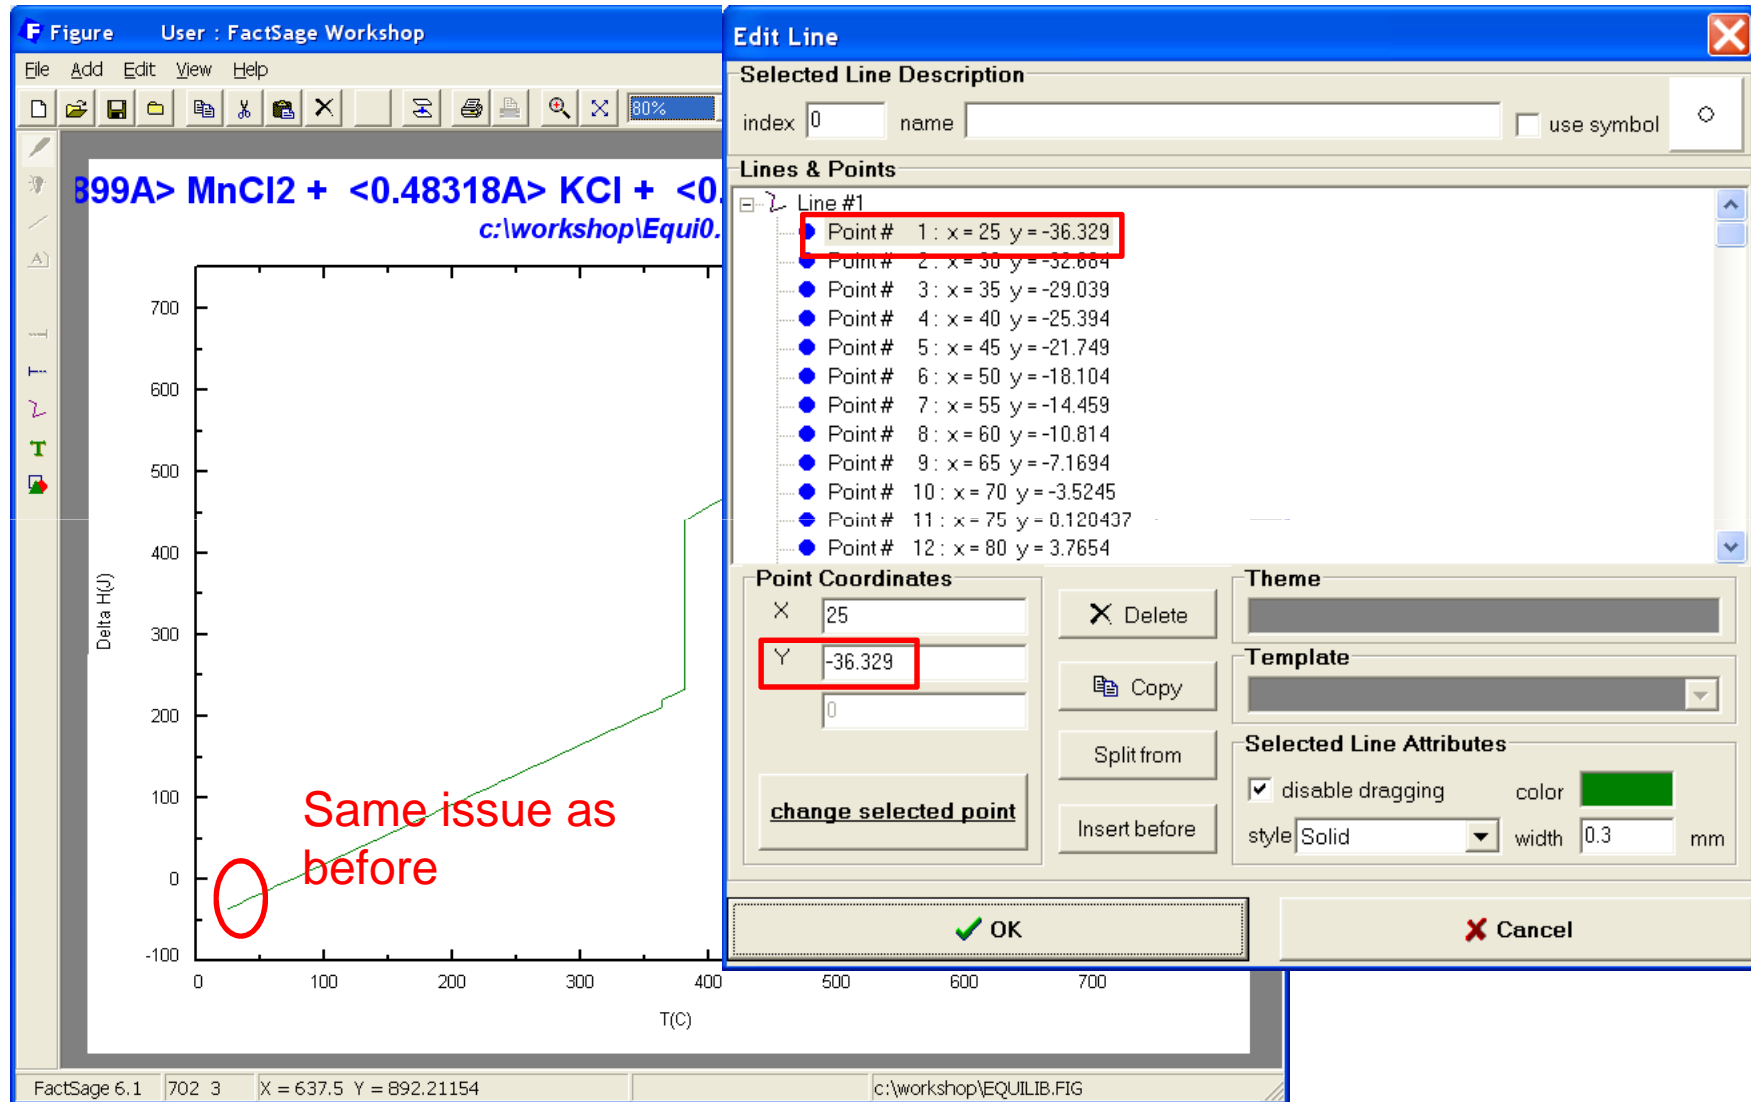 Figure User : FactSage Workshop
File Add Edit View Help
80%
899A> MnCl2 + <0.48318A> KCl + <0.
c:\workshop\Equi0.
700
600
500
400
300
200
100
0
-100
Delta H(J)
0 100 200 300 400 500 600 700
T(C)
Same issue as
before
FactSage 6.1 702 3 X = 637.5 Y = 892.21154 c:\workshop\EQUILIB.FIG
Edit Line
Selected Line Description
index 0 name use symbol
Lines & Points
Line #1
Point # 1 : x = 25 y = -36.329
Point # 2 : x = 30 y = -32.684
Point # 3 : x = 35 y = -29.039
Point # 4 : x = 40 y = -25.394
Point # 5 : x = 45 y = -21.749
Point # 6 : x = 50 y = -18.104
Point # 7 : x = 55 y = -14.459
Point # 8 : x = 60 y = -10.814
Point # 9 : x = 65 y = -7.1694
Point # 10 : x = 70 y = -3.5245
Point # 11 : x = 75 y = 0.120437
Point # 12 : x = 80 y = 3.7654
Point Coordinates
X 25
Y -36.329
0
change selected point
Delete
Copy
Split from
Insert before
Theme
Template
Selected Line Attributes
disable dragging color
style Solid width 0.3 mm
OK Cancel